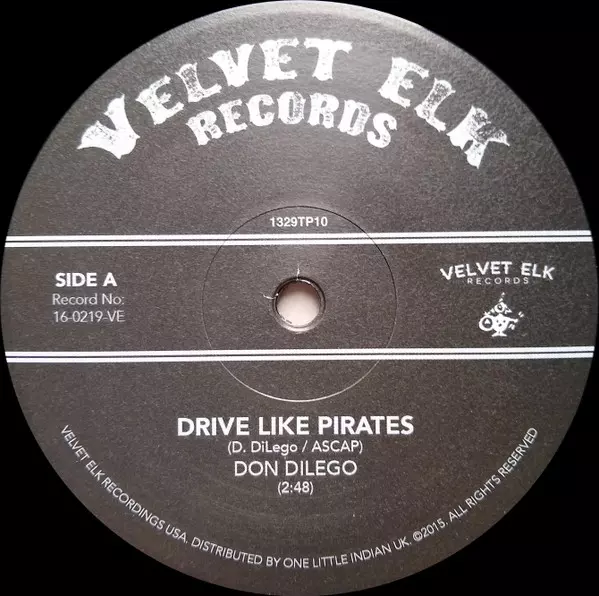 VELVET ELK
RECORDS
1329TP10
SIDE A
Record No:
16-0219-VE
VELVET ELK
RECORDS
DRIVE LIKE PIRATES
(D. DiLego / ASCAP)
DON DILEGO
(2:48)
VELVET ELK RECORDINGS USA. DISTRIBUTED BY ONE LITTLE INDIAN UK. ©2015. ALL RIGHTS RESERVED